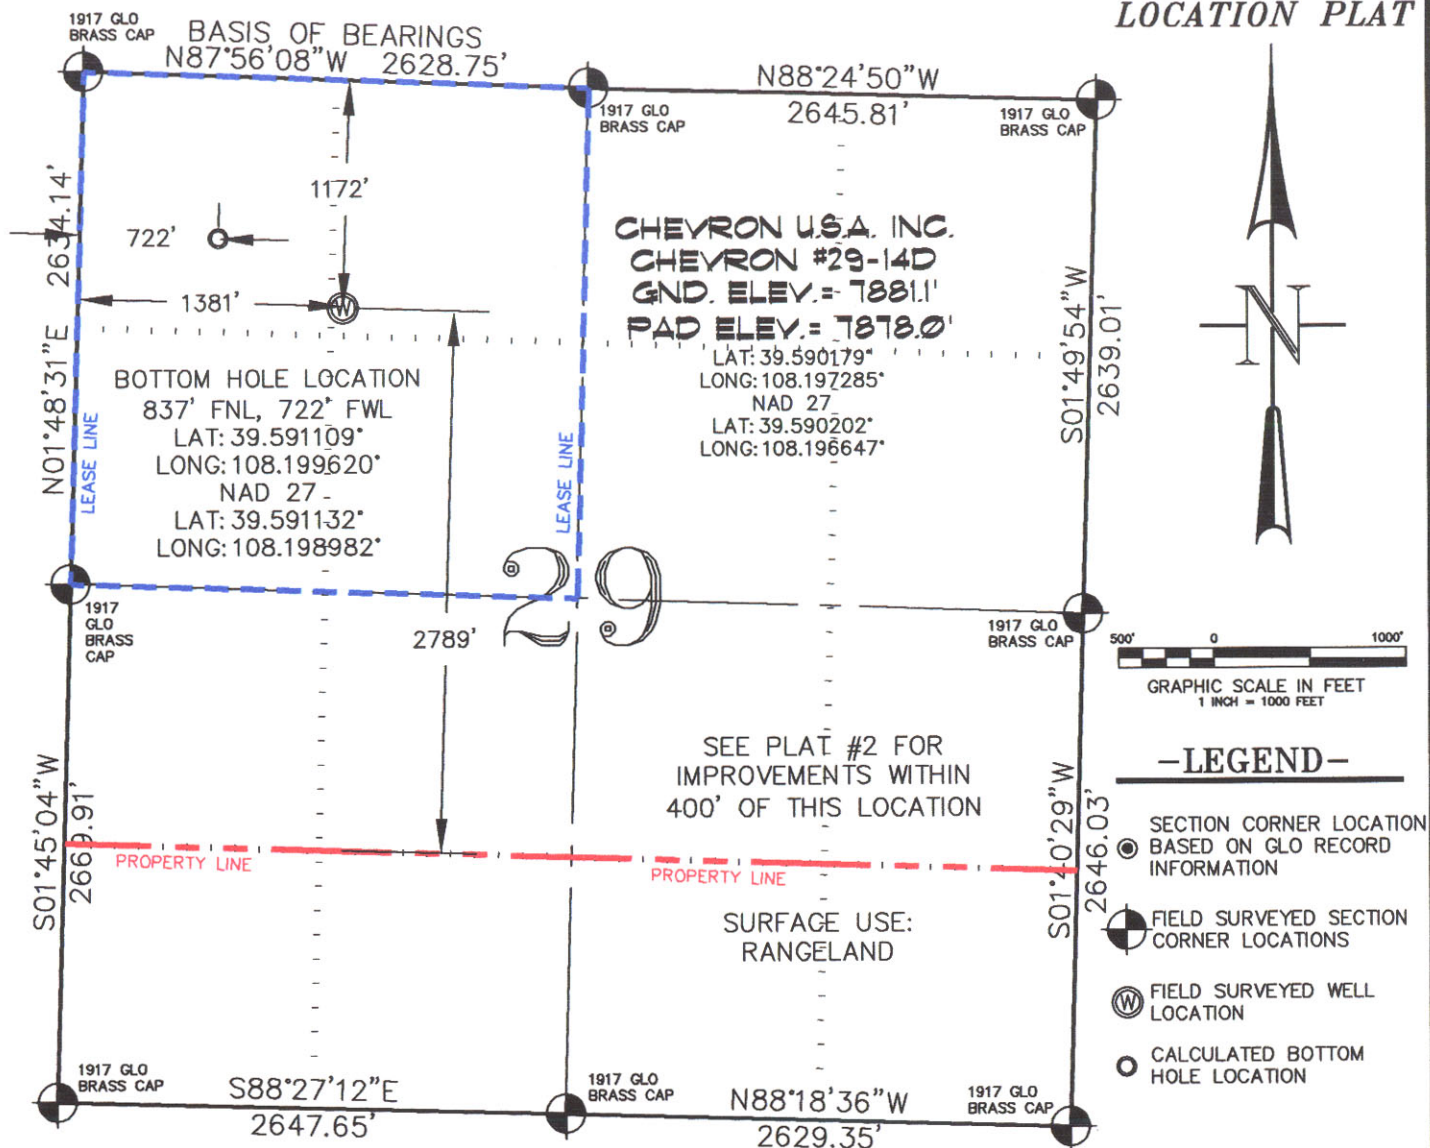 LOCATION PLAT
1917 GLO
BRASS CAP
BASIS OF BEARINGS
N87°56'08"W 2628.75'
N88°24'50"W
2645.81'
1917 GLO
BRASS CAP
1917 GLO
BRASS CAP
1172'
722'
1381'
W
N01°48'31"E 2634.14'
CHEVRON U.S.A. INC.
CHEVRON #29-14D
GND. ELEV.= 7881.1'
PAD ELEV.= 7878.0'
LAT: 39.590179°
LONG: 108.197285°
NAD 27
LAT: 39.590202°
LONG: 108.196647°
S01°49'54"W
2639.01'
N
BOTTOM HOLE LOCATION
837' FNL, 722' FWL
LAT: 39.591109°
LONG: 108.199620°
NAD 27
LAT: 39.591132°
LONG: 108.198982°
LEASE LINE
LEASE LINE
29
1917
GLO
BRASS
CAP
2789'
1917 GLO
BRASS CAP
500' 0 1000'
GRAPHIC SCALE IN FEET
1 INCH = 1000 FEET
SEE PLAT #2 FOR
IMPROVEMENTS WITHIN
400' OF THIS LOCATION
S01°45'04"W
2669.91'
PROPERTY LINE
PROPERTY LINE
S01°40'29"W
2646.03'
SURFACE USE:
RANGELAND
-LEGEND-
SECTION CORNER LOCATION
BASED ON GLO RECORD
INFORMATION
FIELD SURVEYED SECTION
CORNER LOCATIONS
W
FIELD SURVEYED WELL
LOCATION
CALCULATED BOTTOM
HOLE LOCATION
1917 GLO
BRASS CAP
S88°27'12"E
2647.65'
1917 GLO
BRASS CAP
N88°18'36"W
2629.35'
1917 GLO
BRASS CAP